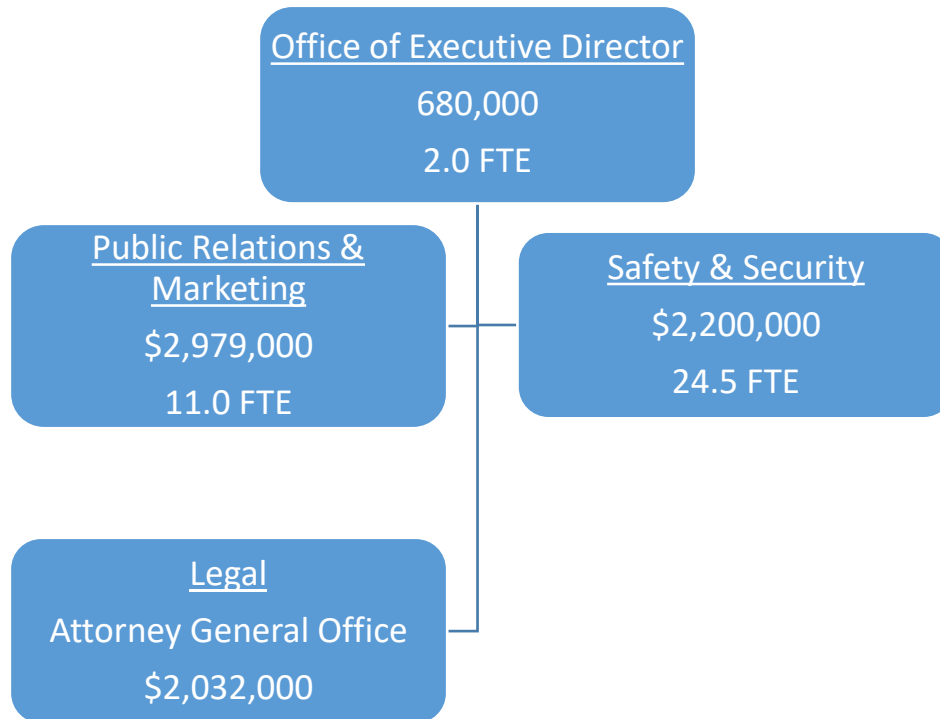 Office of Executive Director
680,000
2.0 FTE
Public Relations &
Marketing
$2,979,000
11.0 FTE
Safety & Security
$2,200,000
24.5 FTE
Legal
Attorney General Office
$2,032,000